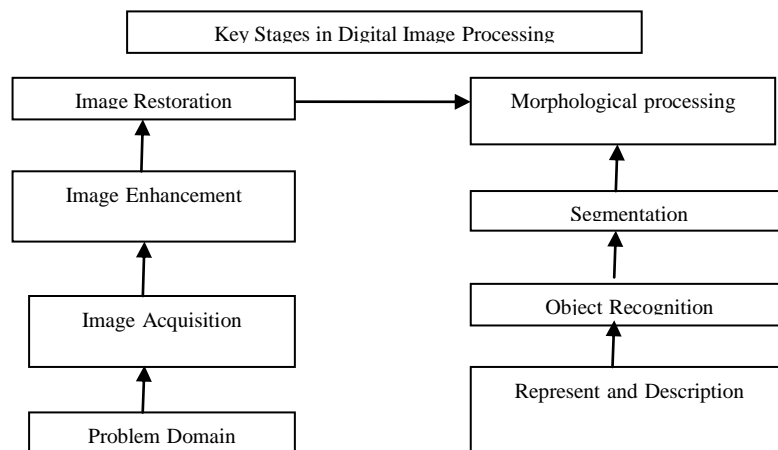 Key Stages in Digital Image Processing
Image Restoration
Morphological processing
Image Enhancement
Segmentation
Image Acquisition
Object Recognition
Problem Domain
Represent and Description